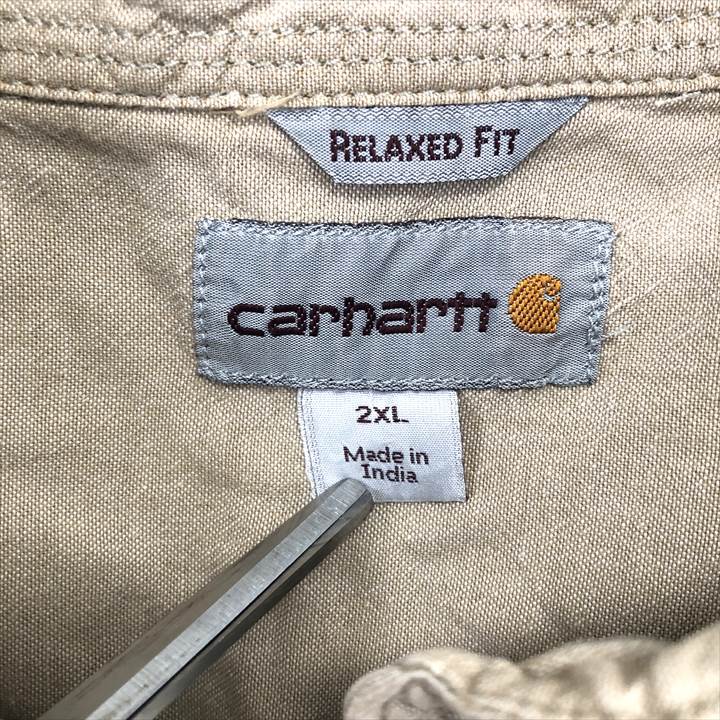 RELAXED FIT
carhartt
2XL
Made in
India